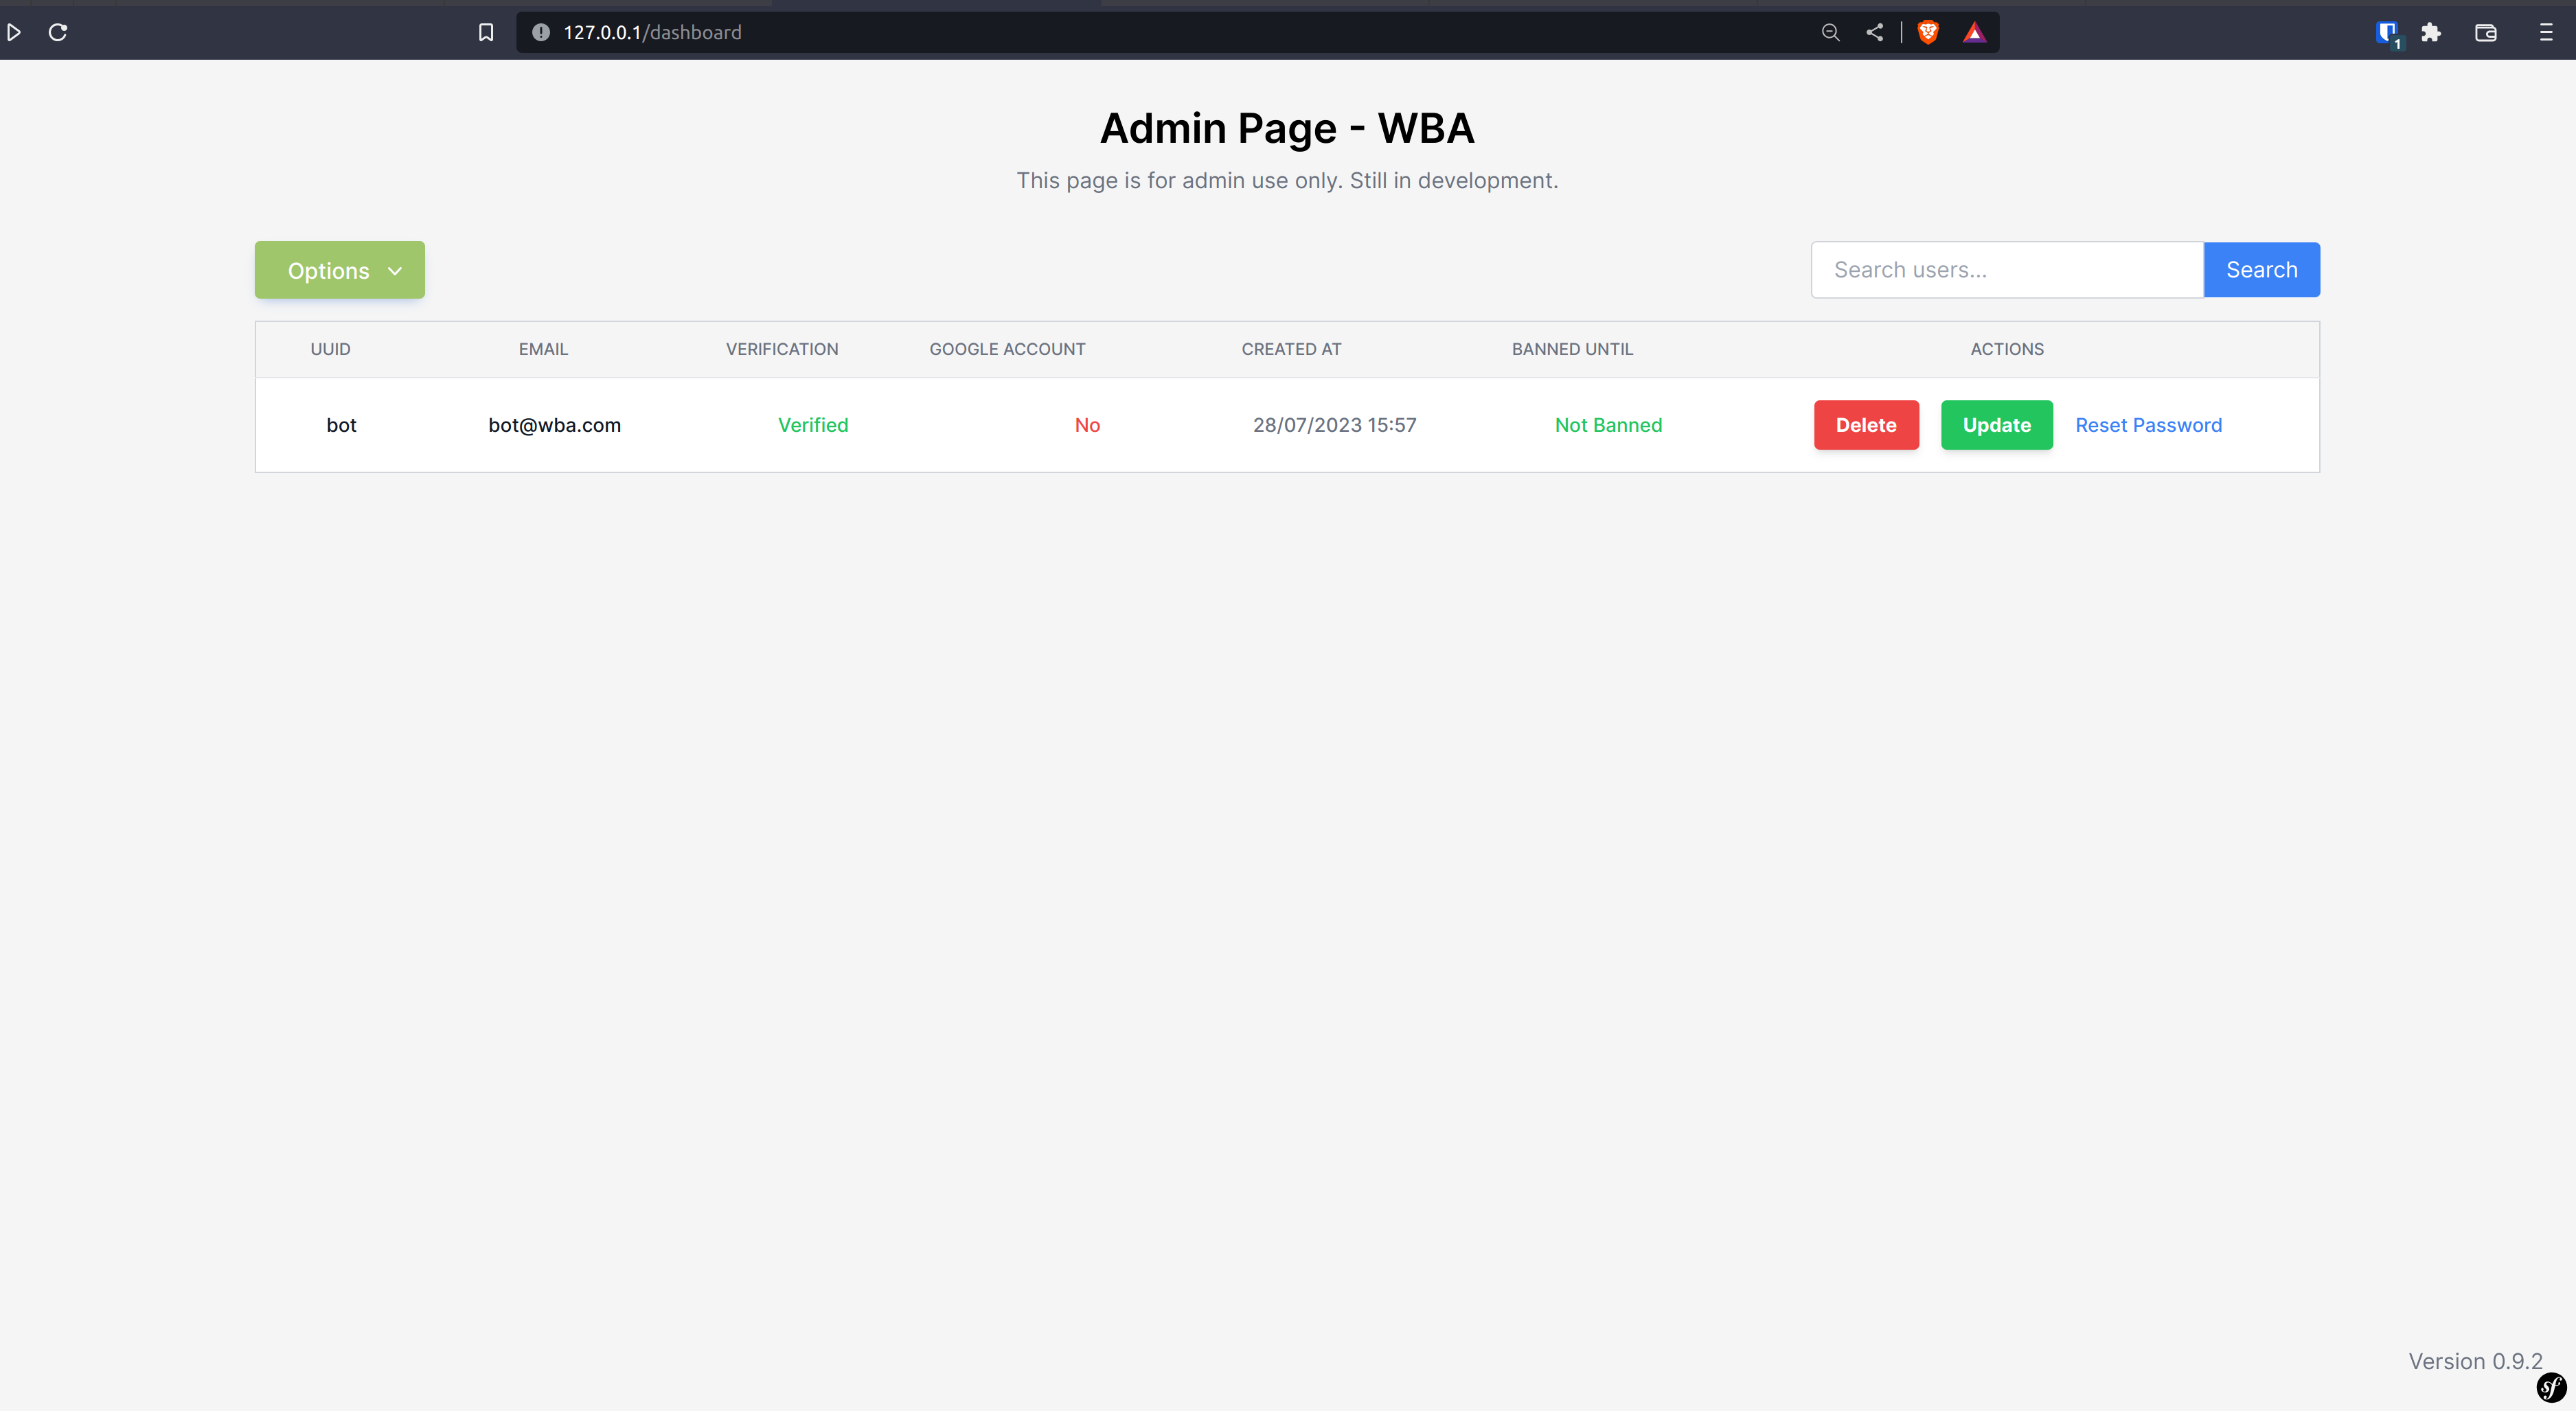 127.0.0.1/dashboard
1
Admin Page - WBA
This page is for admin use only. Still in development.
Options
Search users...
Search
UUID EMAIL VERIFICATION GOOGLE ACCOUNT CREATED AT BANNED UNTIL ACTIONS
bot bot@wba.com Verified No 28/07/2023 15:57 Not Banned Delete Update Reset Password
Version 0.9.2
sf